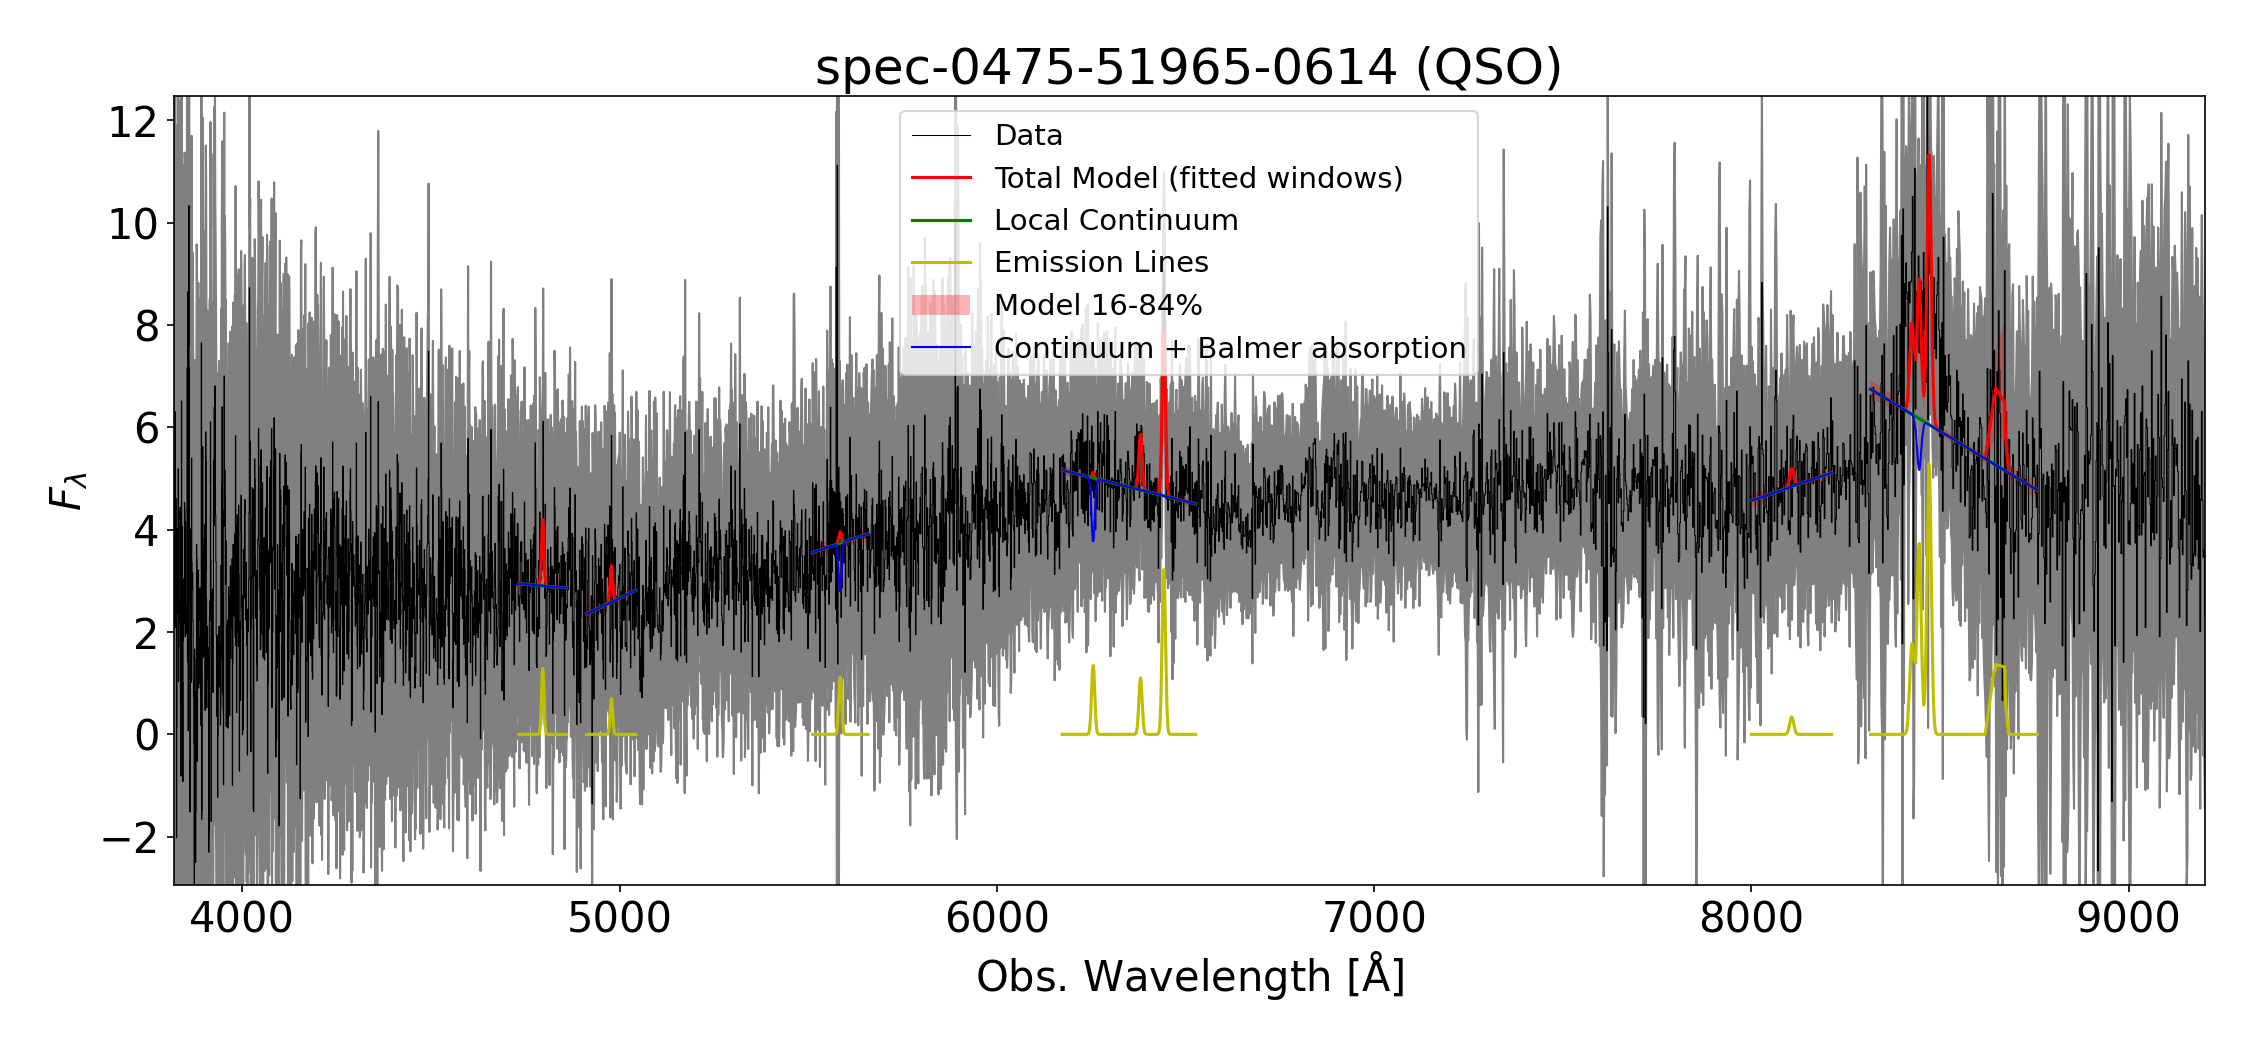 spec-0475-51965-0614 (QSO)
Data
Total Model (fitted windows)
Local Continuum
Emission Lines
Model 16-84%
Continuum + Balmer absorption
12
10
8
6
4
2
0
−2
Fλ
4000 5000 6000 7000 8000 9000
Obs. Wavelength [Å]